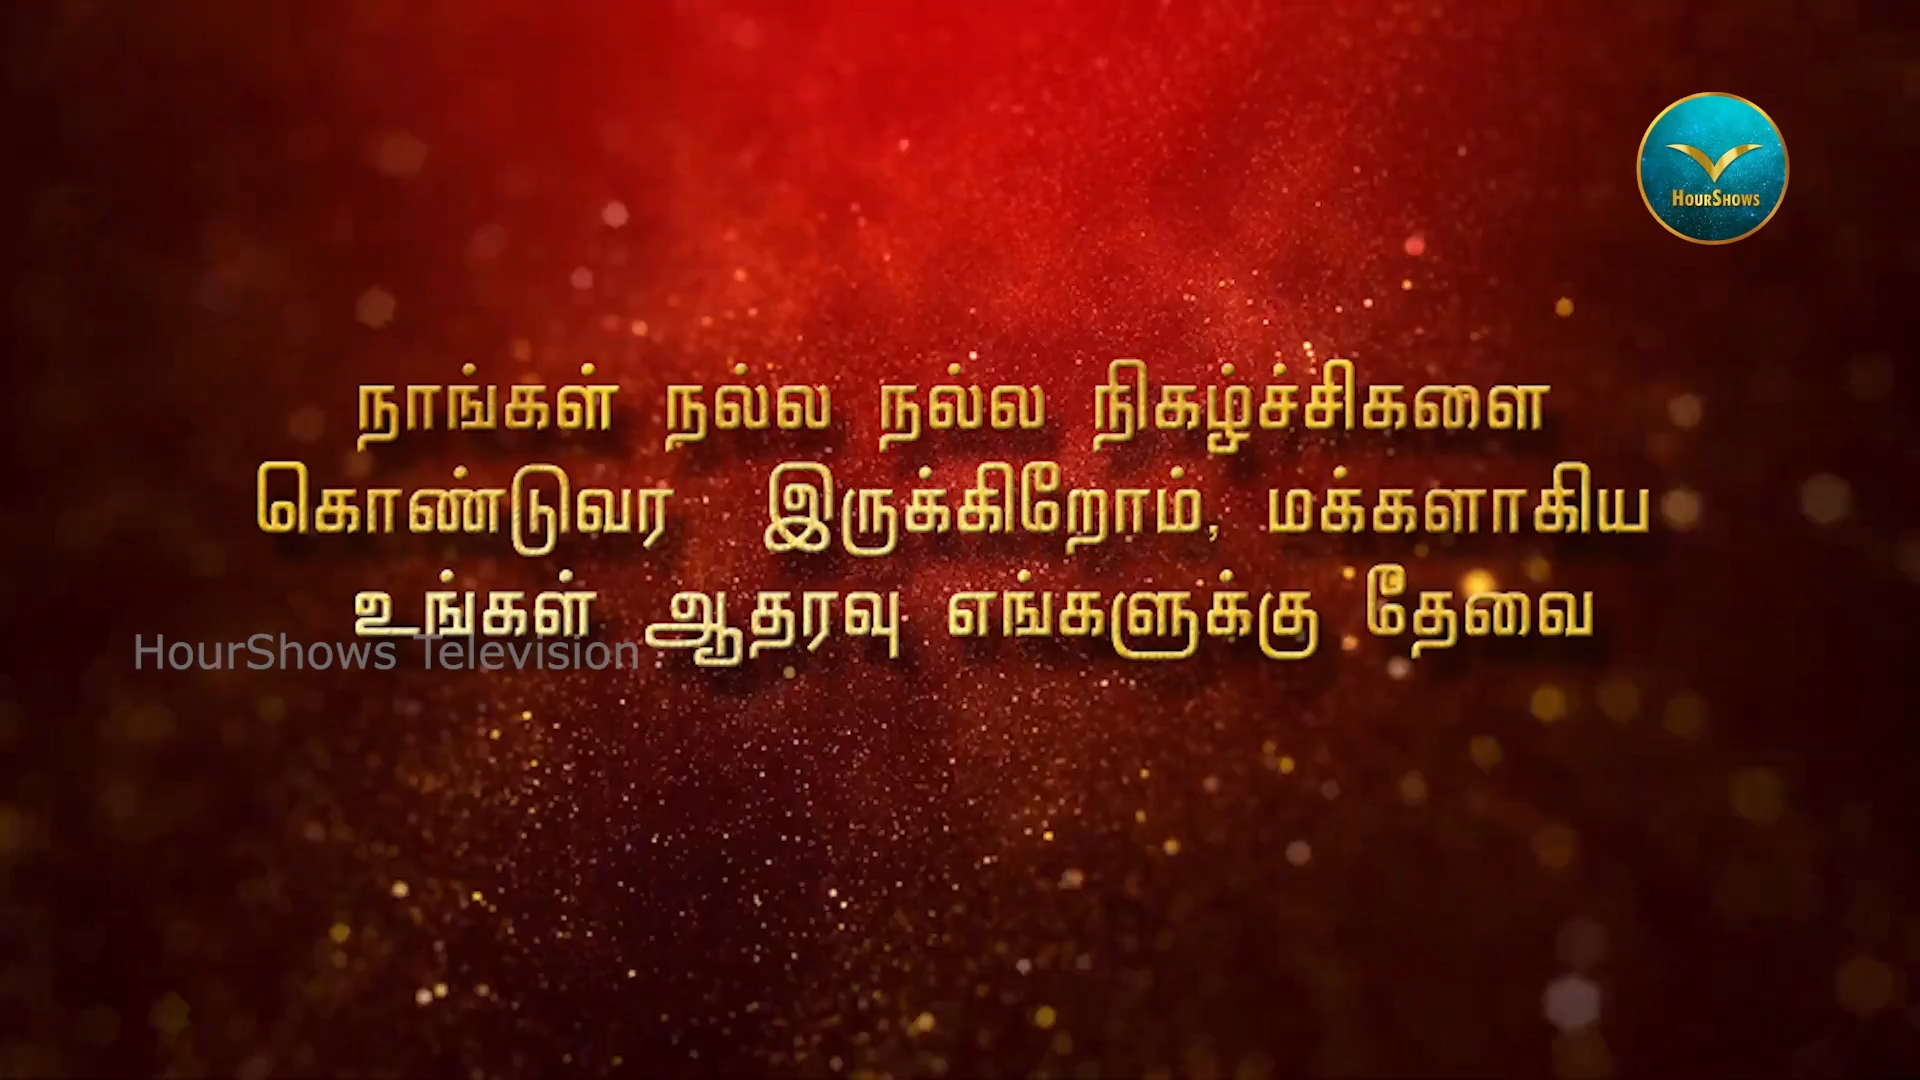 HOURSHOWS
நாங்கள் நல்ல நல்ல நிகழ்ச்சிகளை
கொண்டுவர இருக்கிறோம், மக்களாகிய
உங்கள் ஆதரவு எங்களுக்கு தேவை
HourShows Television